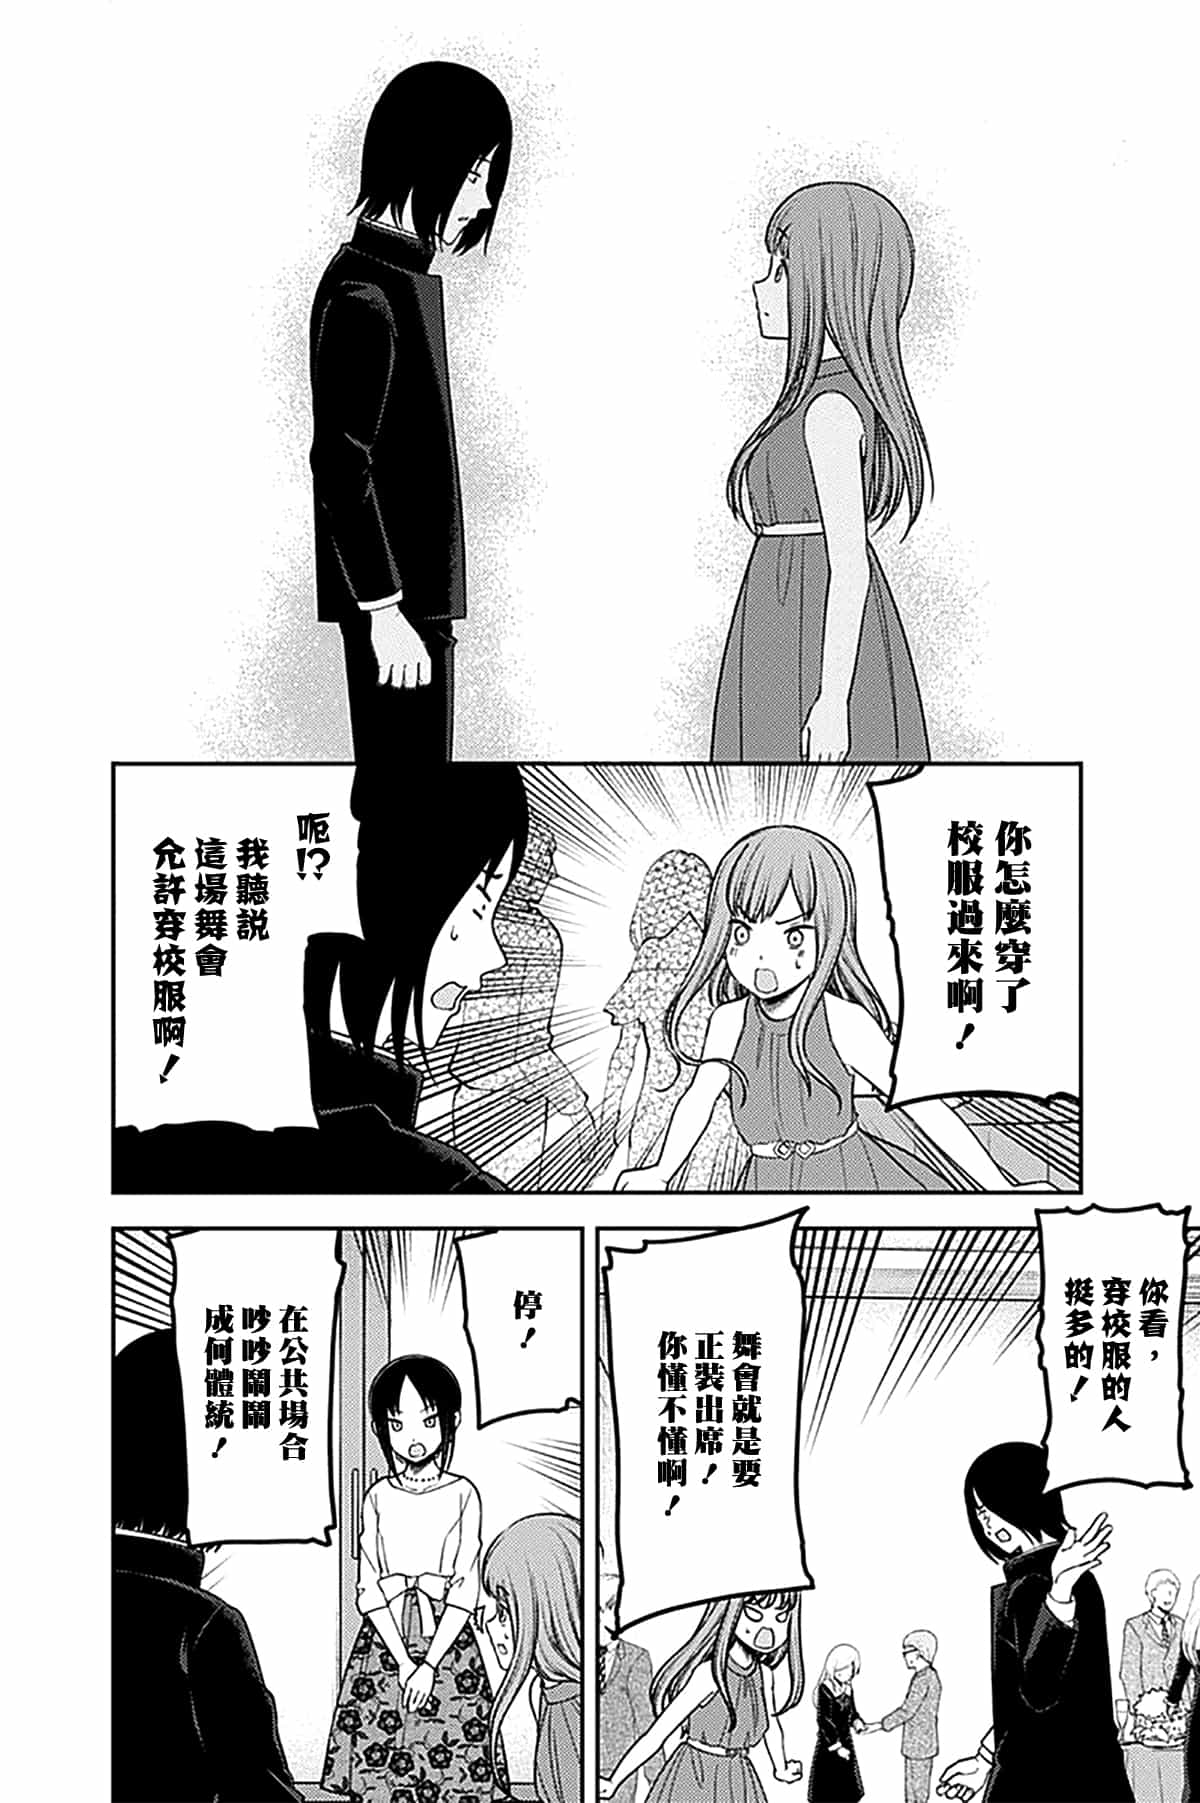 你怎麼穿了
校服過來啊！
呃!?
我聽説
這場舞會
允許穿校服啊！
你看，
穿校服的人
挺多的！
舞會就是要
正裝出席！
你懂不懂啊！
停！
在公共場合
吵吵鬧鬧
成何體統！